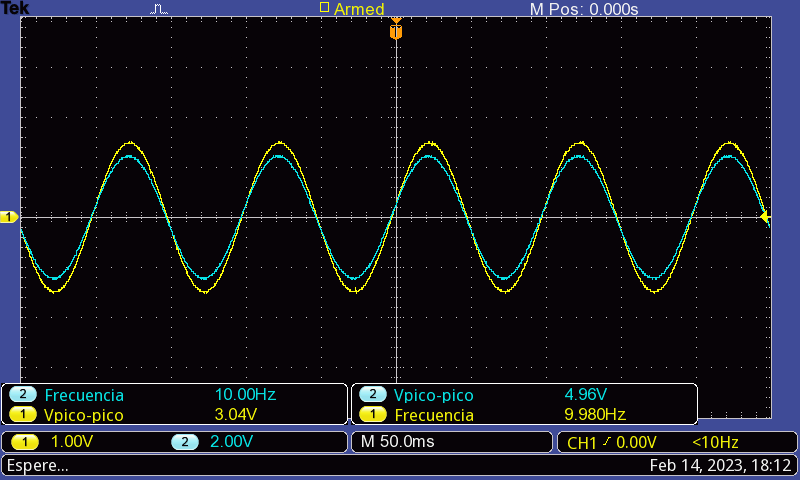 Tek Armed M Pos: 0.000s
T
1
2 Frecuencia 10.00Hz 2 Vpico-pico 4.96V
1 Vpico-pico 3.04V 1 Frecuencia 9.980Hz
1 1.00V 2 2.00V M 50.0ms CH1 0.00V <10Hz
Espere... Feb 14, 2023, 18:12